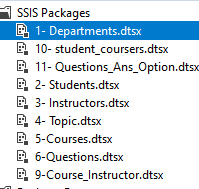 SSIS Packages
1- Departments.dtsx
10- student_coursers.dtsx
11- Questions_Ans_Option.dtsx
2- Students.dtsx
3- Instructors.dtsx
4- Topic.dtsx
5-Courses.dtsx
6-Questions.dtsx
9-Course_Instructor.dtsx